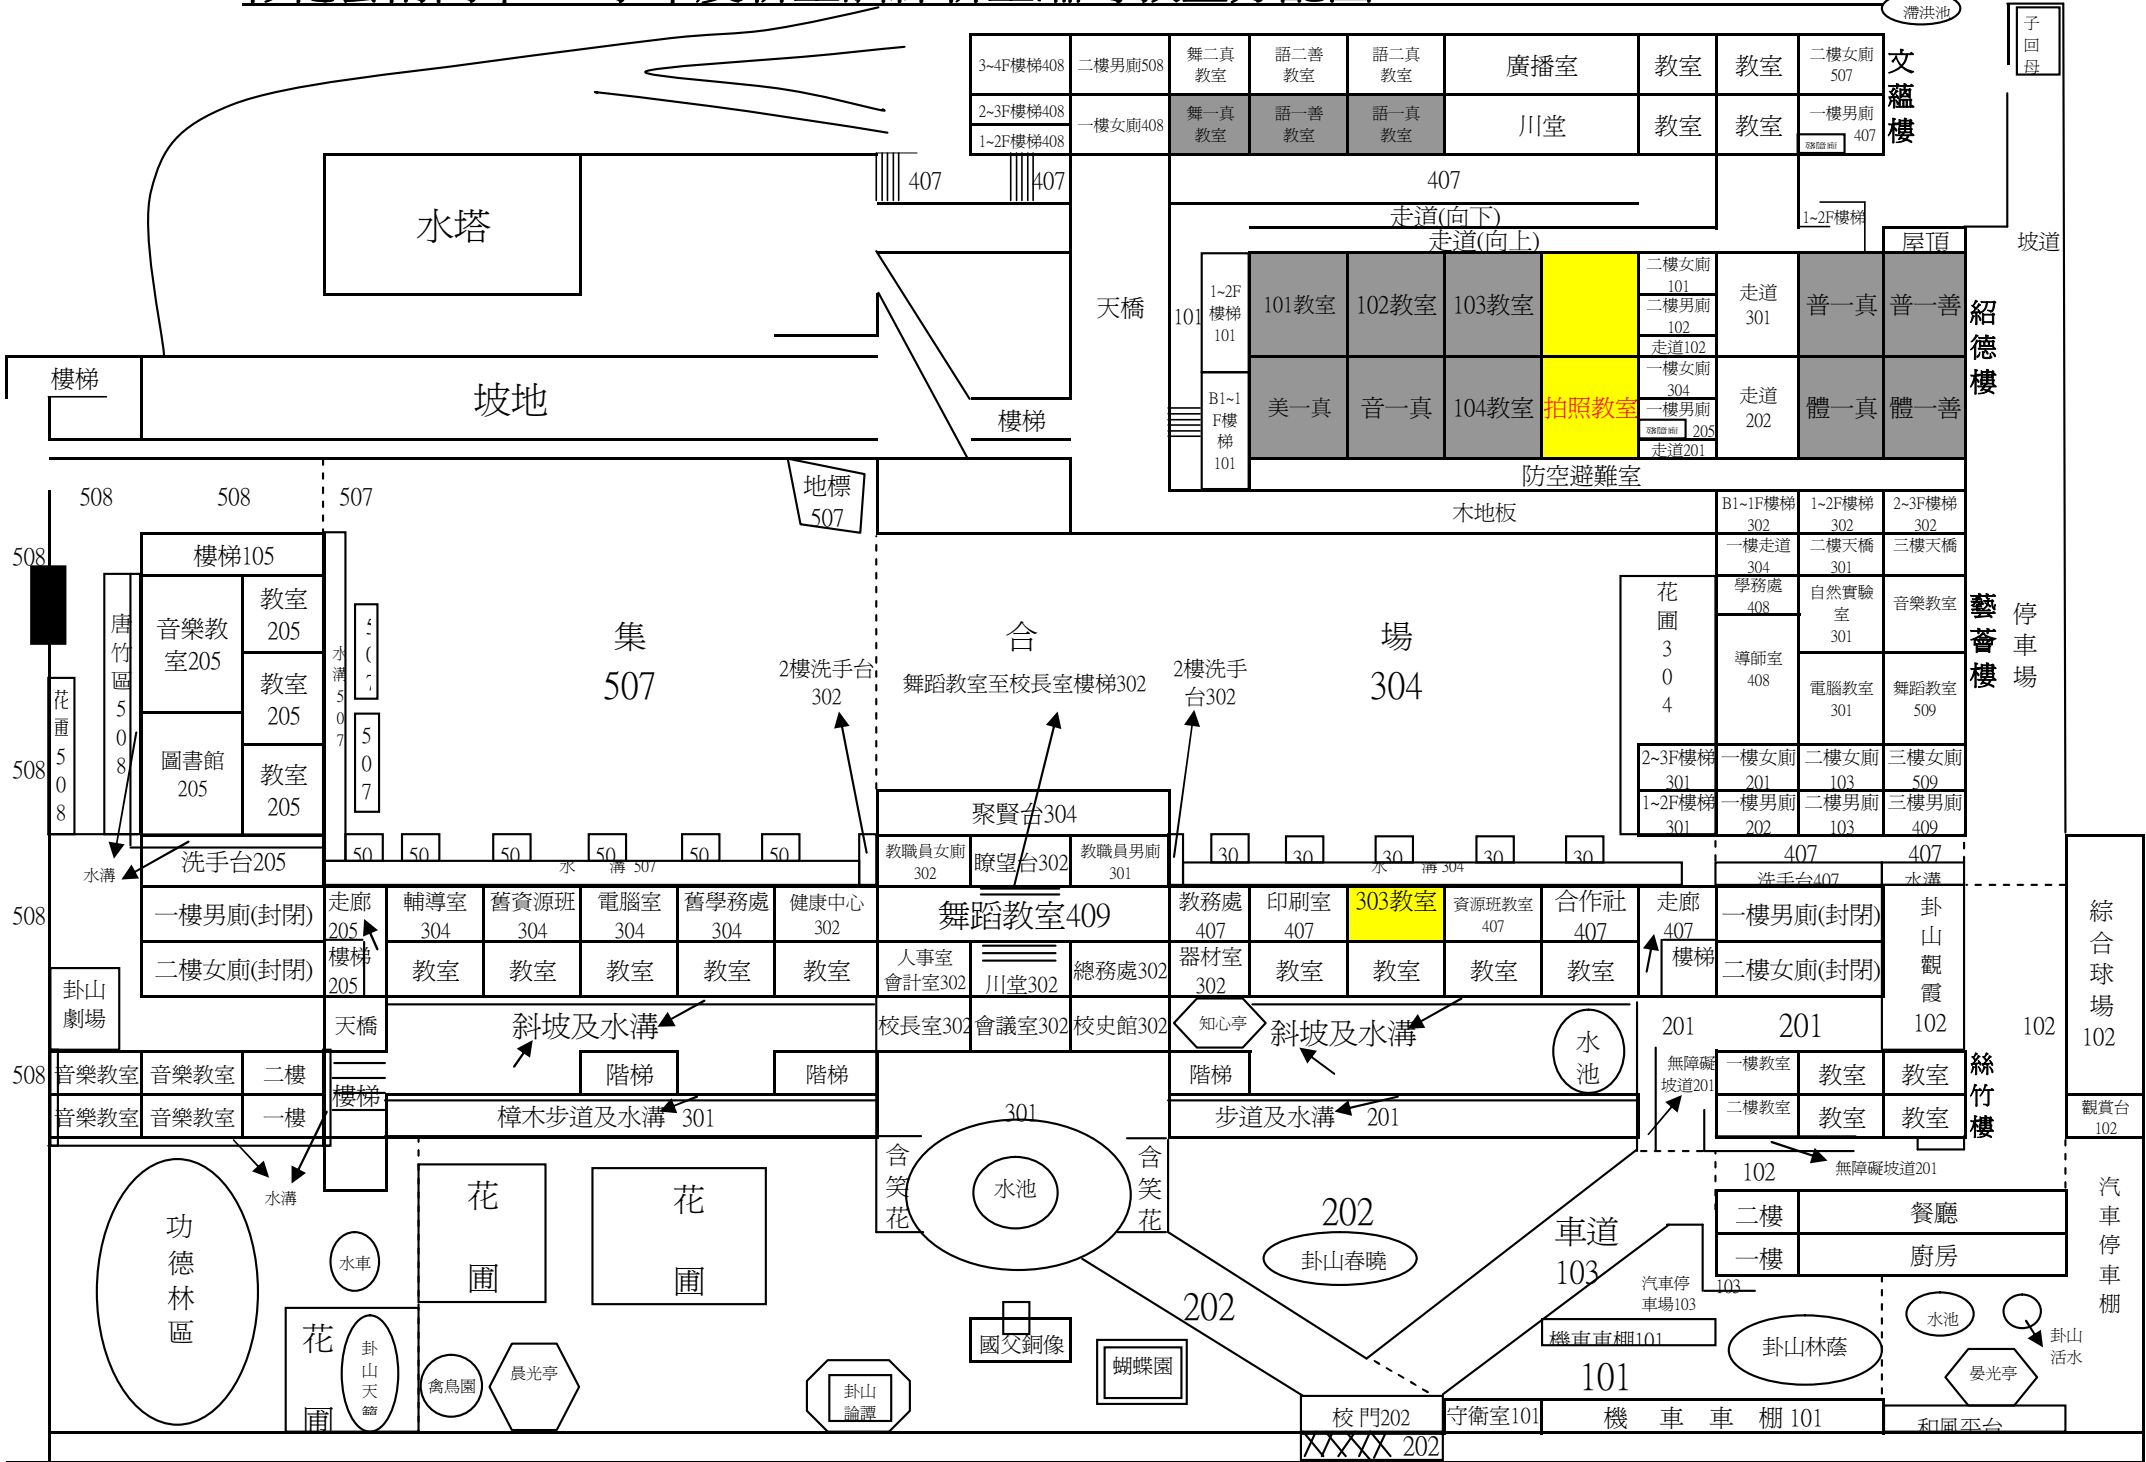 滯洪池
子
回
母
3~4F樓梯408
二樓男廁508
舞二真
教室
語二善
教室
語二真
教室
廣播室
教室
教室
二樓女廁
507
文蘊樓
2~3F樓梯408
1~2F樓梯408
一樓女廁408
舞一真
教室
語一善
教室
語一真
教室
川堂
教室
教室
一樓男廁
407
407
407
407
水塔
走道(向下)
走道(向上)
1~2F樓梯
屋頂
坡道
天橋
101
1~2F
樓梯
101
101教室
102教室
103教室
二樓女廁
101
二樓男廁
102
走道102
走道
301
普一真
普一善
紹德樓
樓梯
坡地
樓梯
B1~1
F樓
梯
101
美一真
音一真
104教室
拍照教室
一樓女廁
304
一樓男廁
205
走道201
走道
202
體一真
體一善
防空避難室
508
508
507
地標
507
木地板
B1~1F樓梯
302
1~2F樓梯
302
2~3F樓梯
302
508
樓梯105
一樓走道
304
二樓天橋
301
三樓天橋
唐竹區508
音樂教
室205
教室
205
教室
205
教室
205
圖書館
205
水溝507
507
集
507
合
場
304
2樓洗手台
302
舞蹈教室至校長室樓梯302
2樓洗手
台302
花圃304
學務處
408
自然實驗
室
301
音樂教室
導師室
408
電腦教室
301
舞蹈教室
509
藝薈樓
停車場
花圃508
508
2~3F樓梯
301
一樓女廁
201
二樓女廁
103
三樓女廁
509
1~2F樓梯
301
一樓男廁
202
二樓男廁
103
三樓男廁
409
聚賢台304
水溝
洗手台205
50
50
50
50
50
50
水 溝 507
教職員女廁
302
瞭望台302
教職員男廁
301
30
30
30
30
30
水 溝 304
407
407
洗手台407
水溝
508
一樓男廁(封閉)
走廊
205
輔導室
304
舊資源班
304
電腦室
304
舊學務處
304
健康中心
302
舞蹈教室409
教務處
407
印刷室
407
303教室
資源班教室
407
合作社
407
走廊
407
一樓男廁(封閉)
卦山觀霞
102
綜合球場
102
二樓女廁(封閉)
樓梯
205
教室
教室
教室
教室
教室
人事室
會計室302
川堂302
總務處302
器材室
302
教室
教室
教室
教室
樓梯
二樓女廁(封閉)
卦山
劇場
天橋
斜坡及水溝
校長室302
會議室302
校史館302
知心亭
斜坡及水溝
水池
201
201
102
508
音樂教室
音樂教室
二樓
樓梯
階梯
階梯
階梯
無障礙
坡道201
一樓教室
教室
教室
絲竹樓
音樂教室
音樂教室
一樓
樟木步道及水溝 301
301
步道及水溝 201
二樓教室
教室
教室
觀賞台
102
水溝
含笑花
水池
含笑花
102
無障礙坡道201
功德林區
水車
花圃
花圃
202
卦山春曉
車道
103
二樓
餐廳
一樓
廚房
汽車停車棚
汽車停
車場103
103
202
花圃
卦山天籟
禽鳥園
晨光亭
卦山
論譚
國父銅像
蝴蝶園
機車車棚101
101
卦山林蔭
水池
卦山
活水
晏光亭
校門202
守衛室101
機 車 車 棚 101
和風平台
202